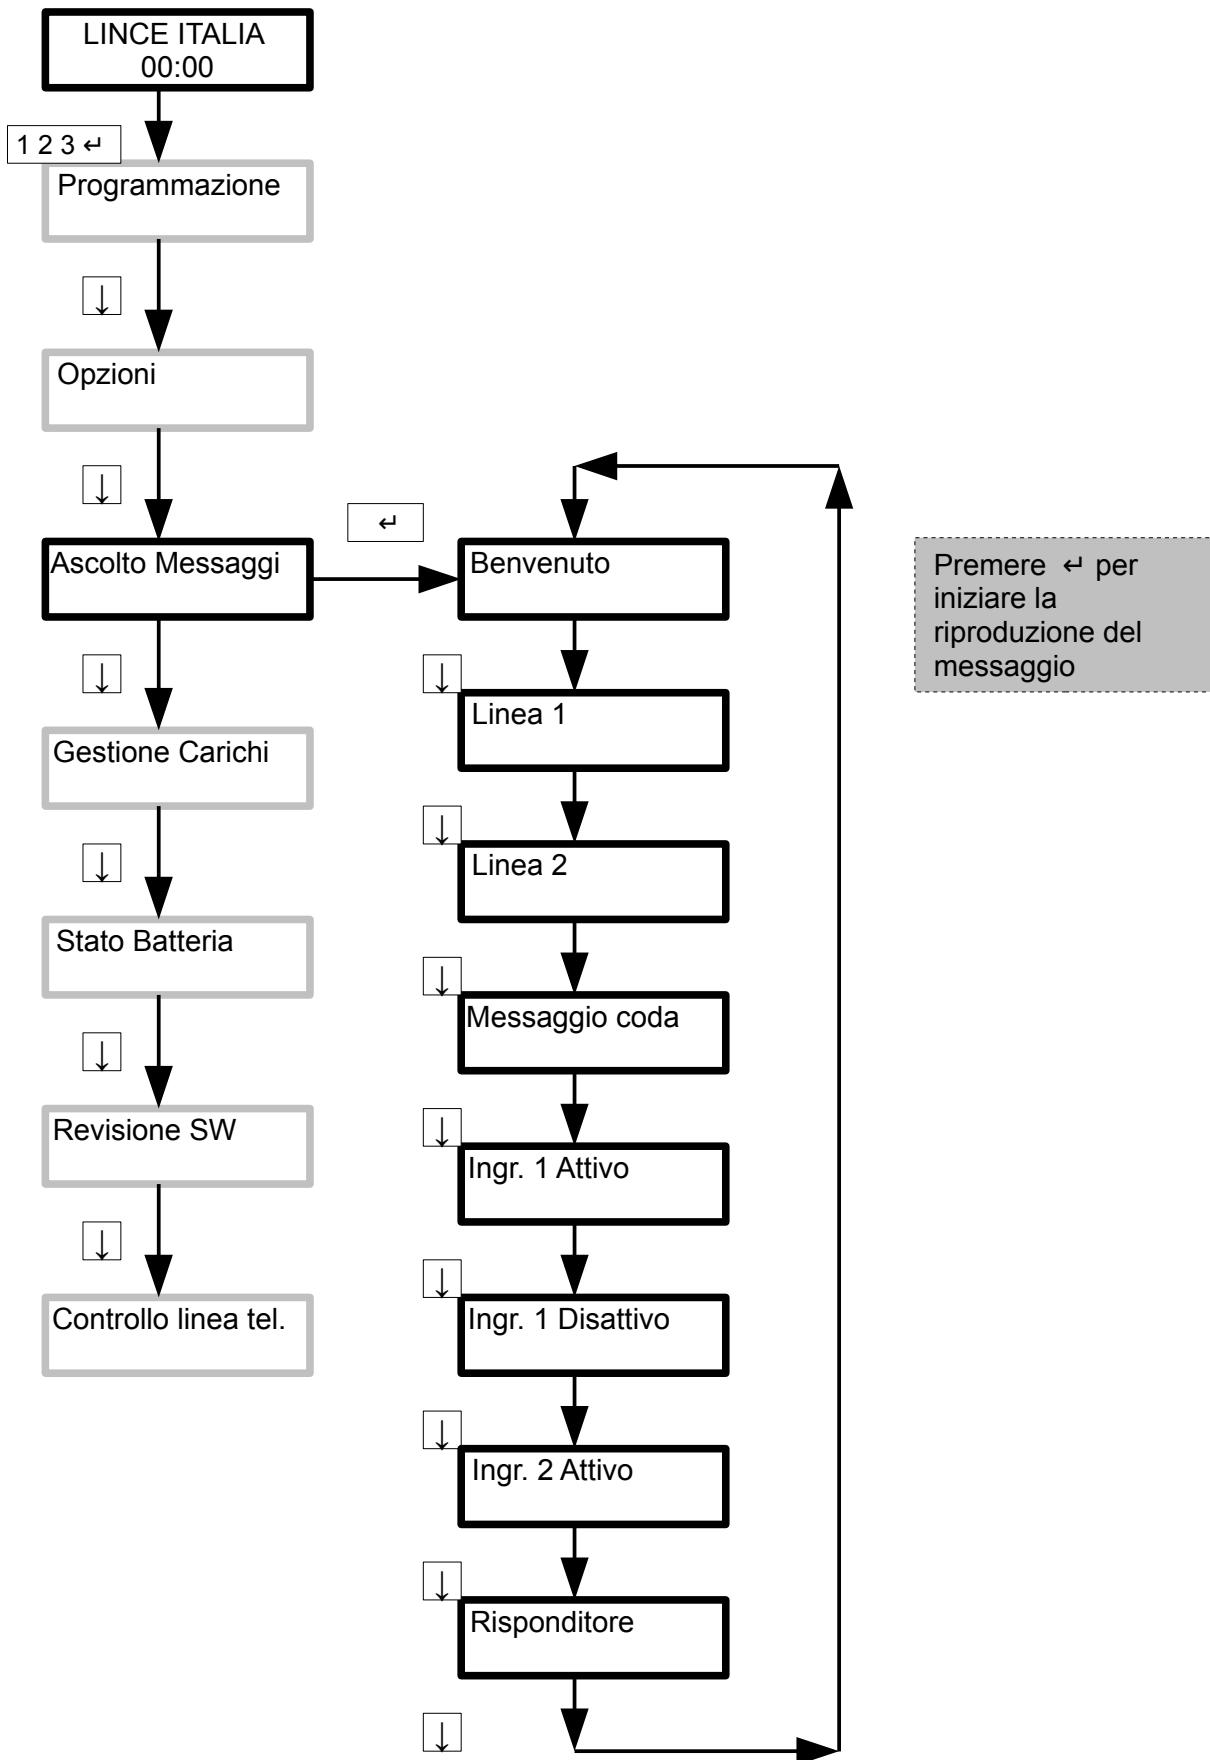 LINCE ITALIA
00:00
1 2 3 ↵
Programmazione
↓
Opzioni
↓
Ascolto Messaggi
↵
Benvenuto
Premere ↵ per
iniziare la
riproduzione del
messaggio
↓
↓
Linea 1
Gestione Carichi
↓
↓
Linea 2
Stato Batteria
↓
Messaggio coda
↓
Revisione SW
↓
Ingr. 1 Attivo
↓
↓
Controllo linea tel.
Ingr. 1 Disattivo
↓
Ingr. 2 Attivo
↓
Risponditore
↓